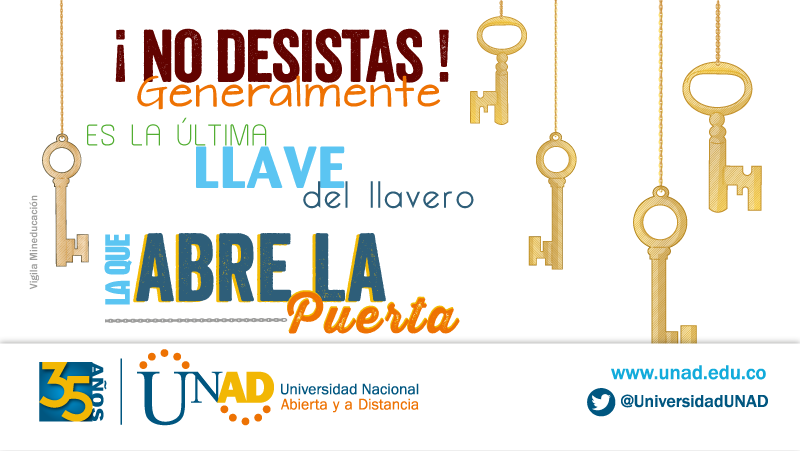 ¡ NO DESISTAS !
Generalmente
ES LA ÚLTIMA
LLAVE
del llavero
LA QUE
ABRE LA
Puerta
Vigila Mineducación
35 AÑOS
UNAD
Universidad Nacional
Abierta y a Distancia
www.unad.edu.co
@UniversidadUNAD